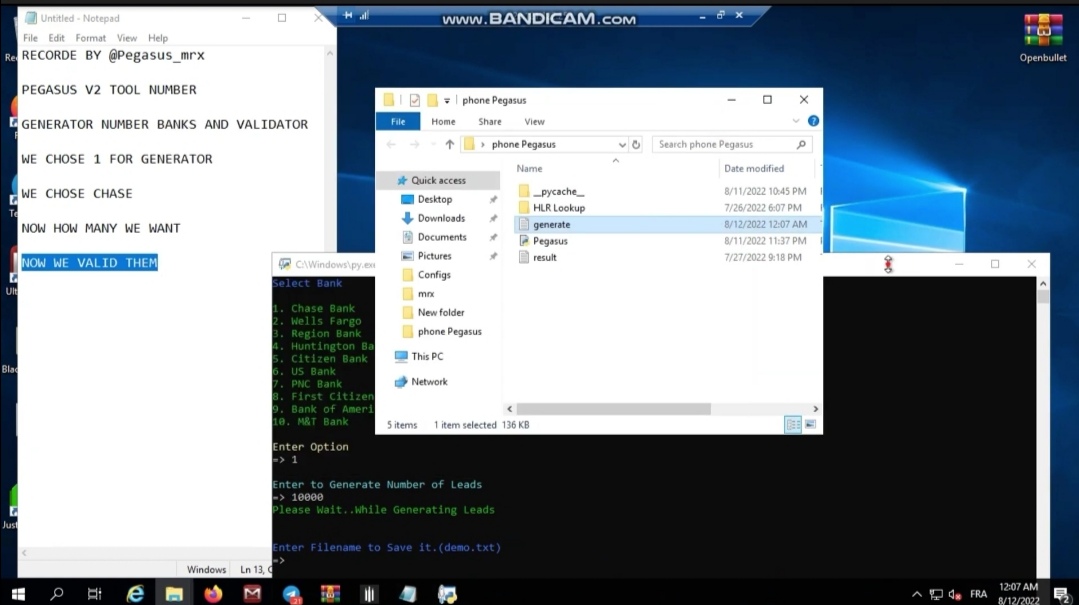 Untitled - Notepad
File Edit Format View Help
RECORDE BY @Pegasus_mrx
PEGASUS V2 TOOL NUMBER
GENERATOR NUMBER BANKS AND VALIDATOR
WE CHOSE 1 FOR GENERATOR
WE CHOSE CHASE
NOW HOW MANY WE WANT
NOW WE VALID THEM
Windows Ln 13, C
www.BANDICAM.com
Openbullet
phone Pegasus
File Home Share View
phone Pegasus
Search phone Pegasus
Quick access
Desktop
Downloads
Documents
Pictures
Configs
mrx
New folder
phone Pegasus
This PC
Network
Name Date modified
__pycache__ 8/11/2022 10:45 PM
HLR Lookup 7/26/2022 6:07 PM
generate 8/12/2022 12:07 AM
Pegasus 8/11/2022 11:37 PM
result 7/27/2022 9:18 PM
5 items 1 item selected 136 KB
C:\Windows\py.exe
Select Bank
1. Chase Bank
2. Wells Fargo
3. Region Bank
4. Huntington Ba
5. Citizen Bank
6. US Bank
7. PNC Bank
8. First Citizen
9. Bank of Ameri
10. M&T Bank
Enter Option
=> 1
Enter to Generate Number of Leads
=> 10000
Please Wait..While Generating Leads
Enter Filename to Save it.(demo.txt)
=>
FRA
12:07 AM
8/12/2022